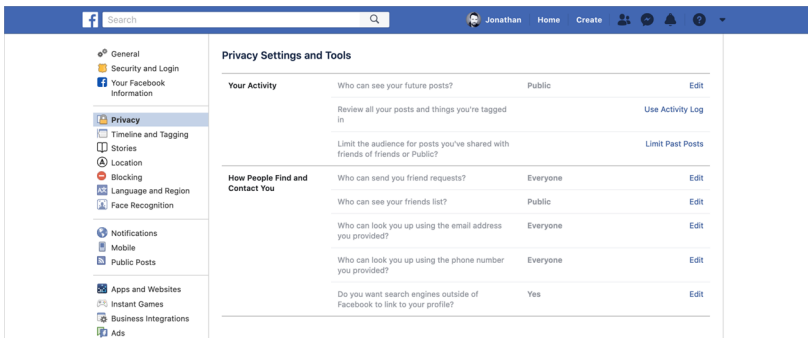 Search
Jonathan Home Create
General
Security and Login
Your Facebook
Information
Privacy
Timeline and Tagging
Stories
Location
Blocking
Language and Region
Face Recognition
Notifications
Mobile
Public Posts
Apps and Websites
Instant Games
Business Integrations
Ads
Privacy Settings and Tools
Your Activity
Who can see your future posts? Public Edit
Review all your posts and things you're tagged
in
Use Activity Log
Limit the audience for posts you've shared with
friends of friends or Public?
Limit Past Posts
How People Find and
Contact You
Who can send you friend requests? Everyone Edit
Who can see your friends list? Public Edit
Who can look you up using the email address
you provided?
Everyone Edit
Who can look you up using the phone number
you provided?
Everyone Edit
Do you want search engines outside of
Facebook to link to your profile?
Yes Edit